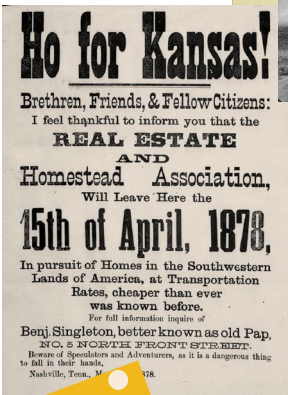 Ho for Kansas!
Brethren, Friends, & Fellow Citizens:
I feel thankful to inform you that the
REAL ESTATE
AND
Homestead Association,
Will Leave Here the
15th of April, 1878,
In pursuit of Homes in the Southwestern
Lands of America, at Transportation
Rates, cheaper than ever
was known before.
For full information inquire of
Benj. Singleton, better known as old Pap,
NO. 5 NORTH FRONT STREET.
Beware of Speculators and Adventurers, as it is a dangerous thing
to fall in their hands.
Nashville, Tenn., 1878.